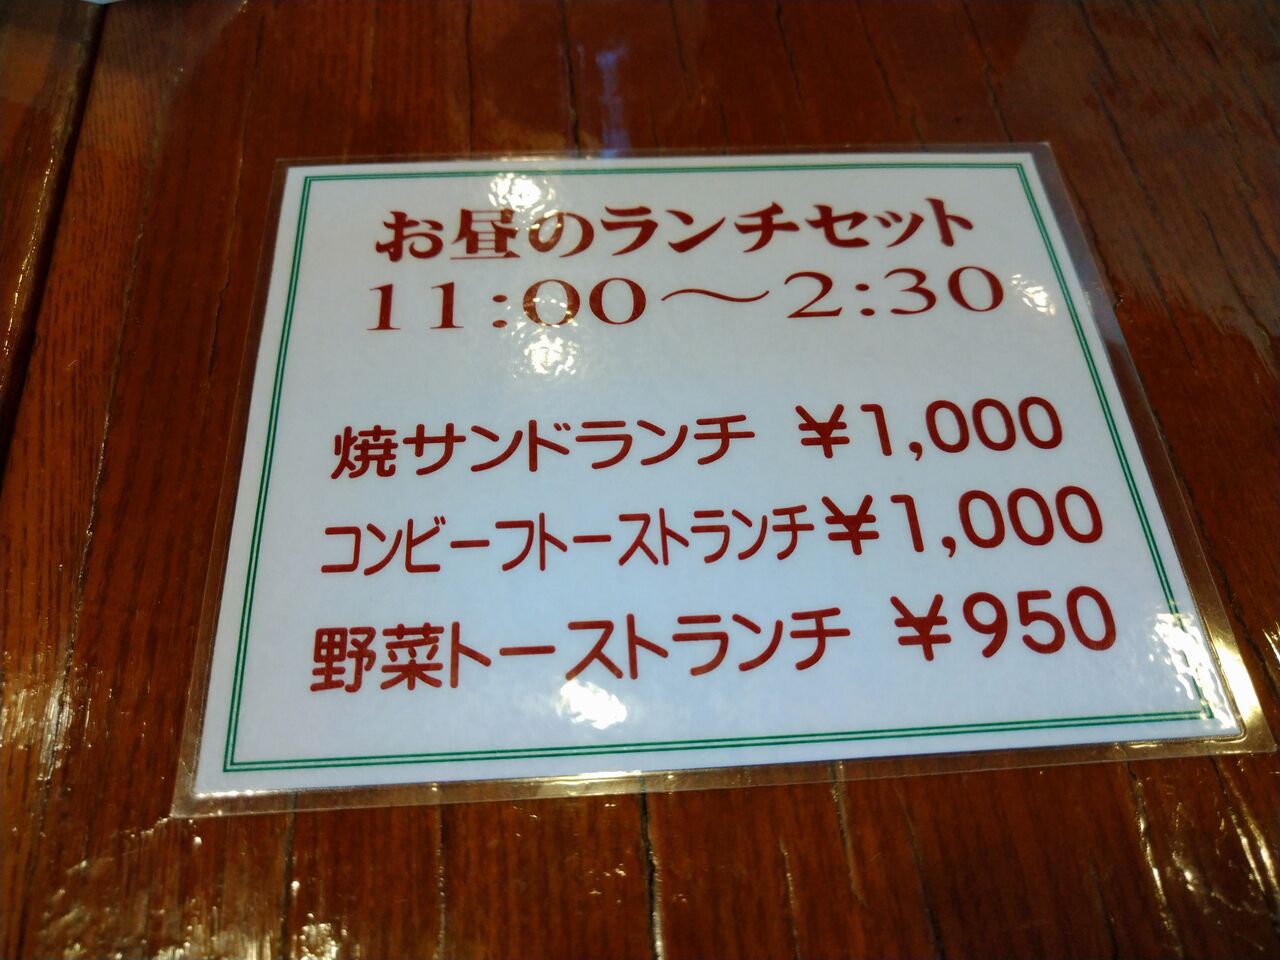 お昼のランチセット
11:00～2:30
焼サンドランチ ¥1,000
コンビーフトーストランチ¥1,000
野菜トーストランチ ¥950